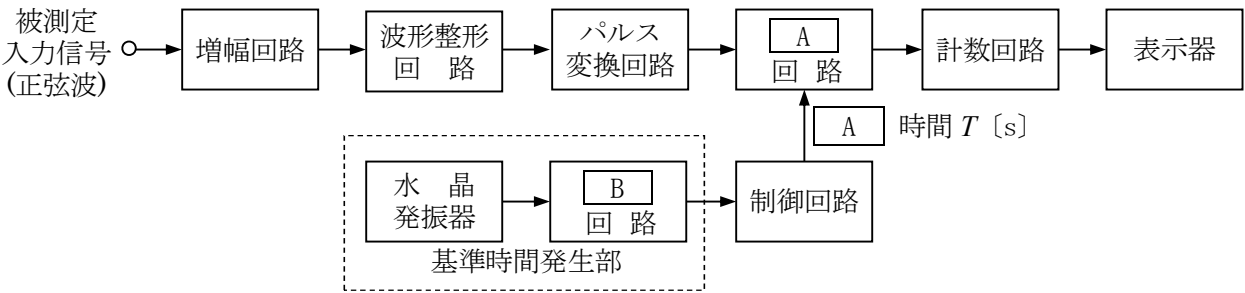 被測定
入力信号
(正弦波)
増幅回路
波形整形
回　路
パルス
変換回路
A
回 路
計数回路
表示器
A 時間 T〔s〕
水　晶
発振器
B
回 路
制御回路
基準時間発生部